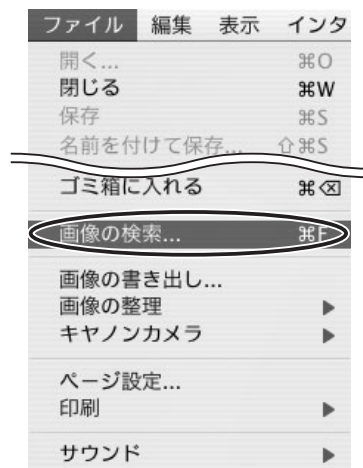 ファイル 編集 表示 インタ
開く... ⌘O
閉じる ⌘W
保存 ⌘S
名前を付けて保存... ⇧⌘S
ゴミ箱に入れる ⌘⌫
画像の検索... ⌘F
画像の書き出し...
画像の整理 ▶
キヤノンカメラ ▶
ページ設定...
印刷 ▶
サウンド ▶